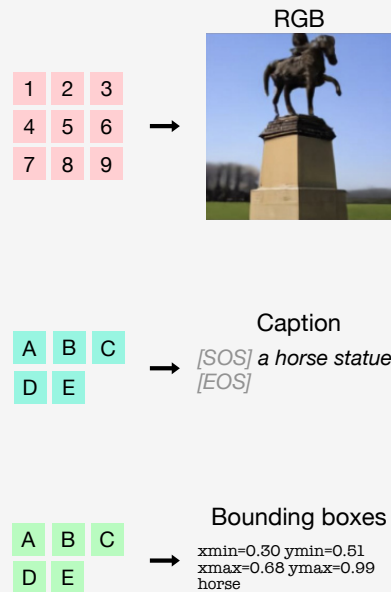 RGB
1 2 3
4 5 6
7 8 9
Caption
A B C
[SOS] a horse statue
D E
[EOS]
Bounding boxes
A B C
xmin=0.30 ymin=0.51
D E
xmax=0.68 ymax=0.99
horse